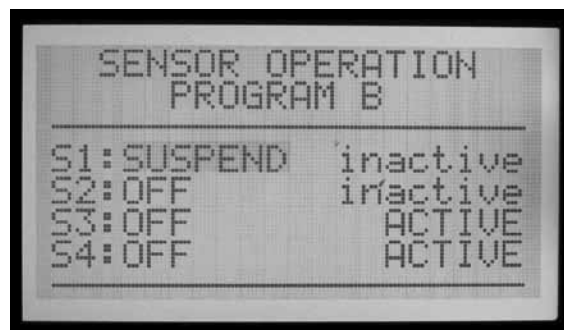 SENSOR OPERATION
PROGRAM B
S1:SUSPEND inactive
S2:OFF inactive
S3:OFF ACTIVE
S4:OFF ACTIVE